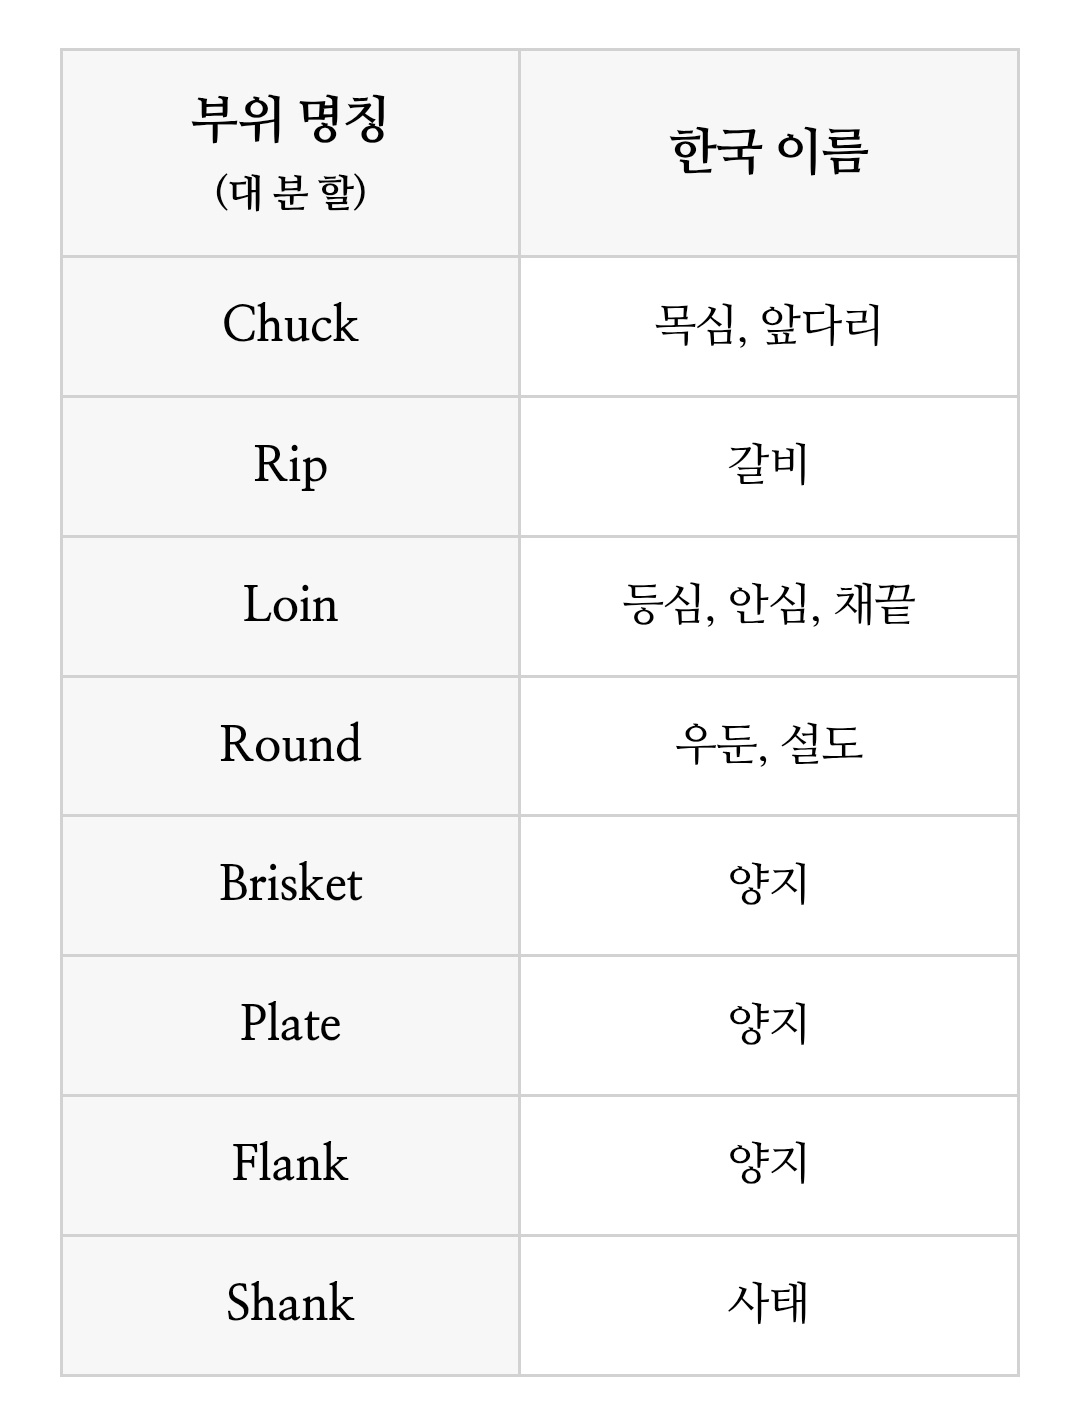 부위 명칭
(대 분 할)
한국 이름
Chuck
목심, 앞다리
Rip
갈비
Loin
등심, 안심, 채끝
Round
우둔, 설도
Brisket
양지
Plate
양지
Flank
양지
Shank
사태